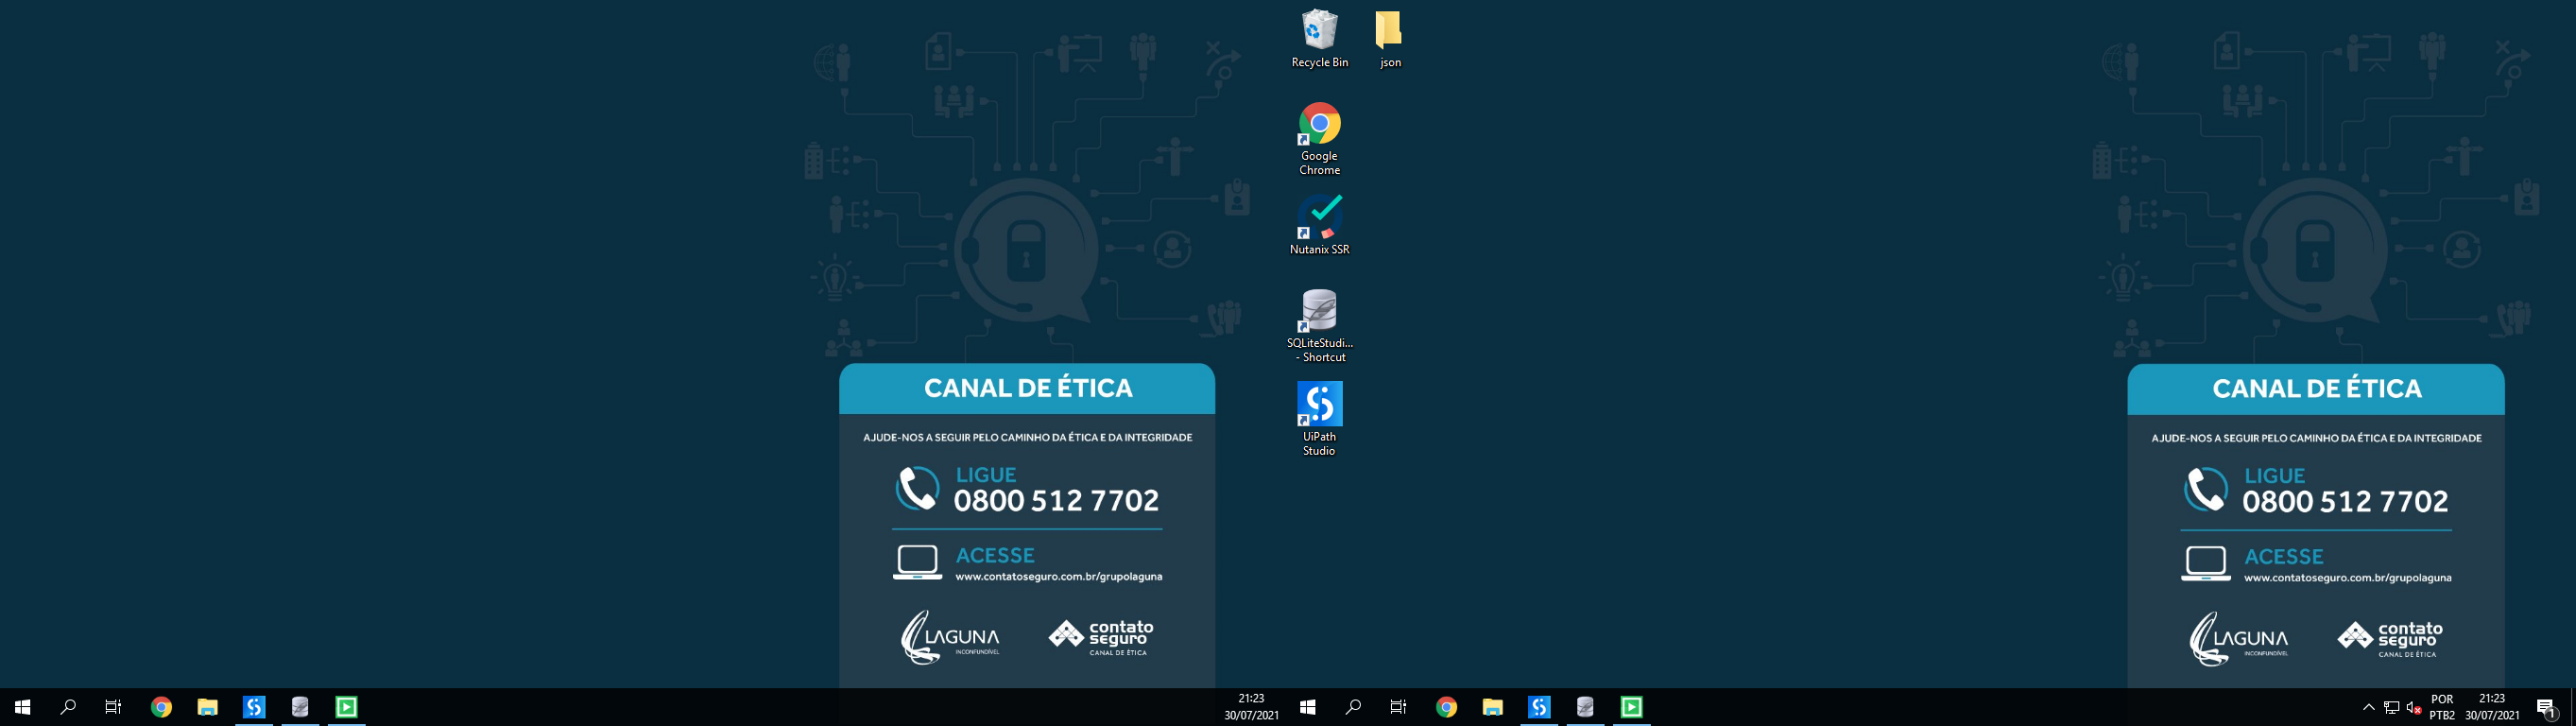 CANAL DE ÉTICA
AJUDE-NOS A SEGUIR PELO CAMINHO DA ÉTICA E DA INTEGRIDADE
LIGUE
0800 512 7702
ACESSE
www.contatoseguro.com.br/grupolaguna
LAGUNA
INCONFUNDÍVEL
contato
seguro
CANAL DE ÉTICA
21:23
30/07/2021
Recycle Bin
json
Google
Chrome
Nutanix SSR
SQLiteStudi...
- Shortcut
UiPath
Studio
CANAL DE ÉTICA
AJUDE-NOS A SEGUIR PELO CAMINHO DA ÉTICA E DA INTEGRIDADE
LIGUE
0800 512 7702
ACESSE
www.contatoseguro.com.br/grupolaguna
LAGUNA
INCONFUNDÍVEL
contato
seguro
CANAL DE ÉTICA
POR
PTB2
21:23
30/07/2021
1